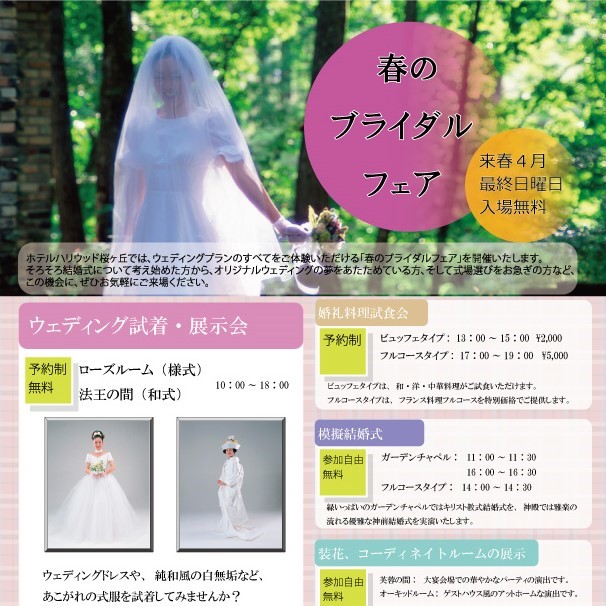 春の
ブライダル
フェア
来春４月
最終日曜日
入場無料
ホテルハリウッド桜ヶ丘では、ウェディングプランのすべてをご体験いただける「春のブライダルフェア」を開催いたします。
そろそろ結婚式について考え始めた方から、オリジナルウェディングの夢をあたためている方、そして式場選びをお急ぎの方など、
この機会に、ぜひお気軽にご来場ください。
ウェディング試着・展示会
予約制
無料
ローズルーム（様式）
法王の間（和式）
10：00～18：00
ウェディングドレスや、純和風の白無垢など、
あこがれの式服を試着してみませんか？
婚礼料理試食会
予約制
ビュッフェタイプ： 13：00 ～ 15：00 ¥2,000
フルコースタイプ： 17：00 ～ 19：00 ¥5,000
ビュッフェタイプは、和・洋・中華料理がご試食いただけます。
フルコースタイプは、フランス料理フルコースを特別価格でご提供します。
模擬結婚式
参加自由
無料
ガーデンチャペル： 11：00 ～ 11：30
16：00 ～ 16：30
フルコースタイプ： 14：00 ～ 14：30
緑いっぱいのガーデンチャペルではキリスト教式結婚式を、神殿では雅楽の
流れる優雅な神前結婚式を実演いたします。
装花、コーディネイトルームの展示
参加自由
無料
芙蓉の間： 大宴会場での華やかなパーティの演出です。
オーキッドルーム： ゲストハウス風のアットホームな演出です。